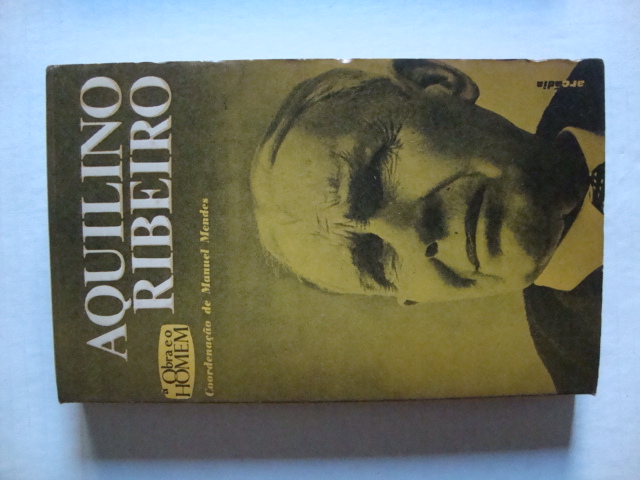 AQUILINO
RIBEIRO
a Obra e o
HOMEM
Coordenação de Manuel Mendes
arcádia